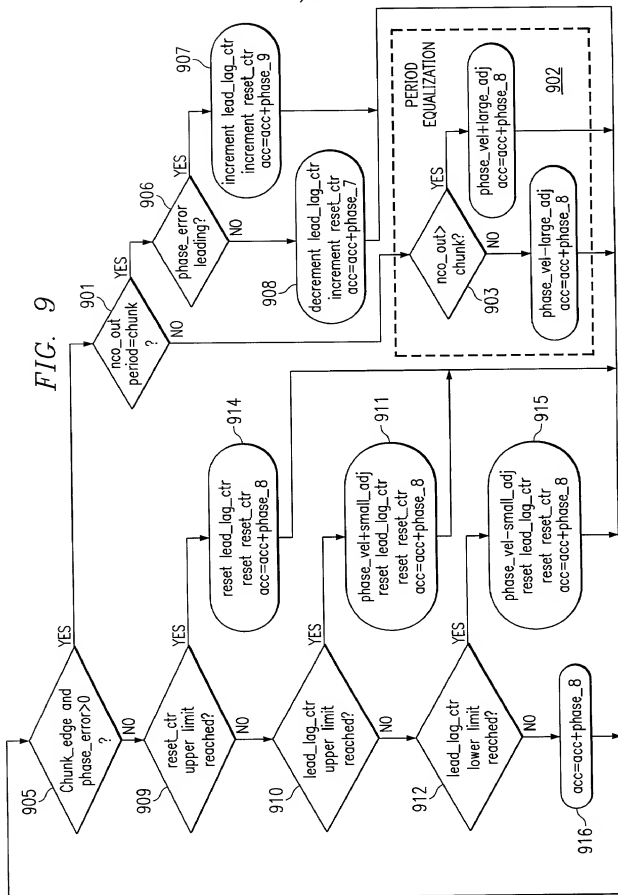 FIG. 9
905
Chunk_edge and
phase_error>0
?
YES
NO
901
nco_out
period=chunk
?
YES
NO
906
phase_error
leading?
YES
NO
907
increment lead_lag_ctr
increment reset_ctr
acc=acc+phase_9
908
decrement lead_lag_ctr
increment reset_ctr
acc=acc+phase_7
PERIOD
EQUALIZATION
902
903
nco_out>
chunk?
YES
NO
phase_vel+large_adj
acc=acc+phase_8
phase_vel-large_adj
acc=acc+phase_8
909
reset_ctr
upper limit
reached?
YES
NO
914
reset lead_lag_ctr
reset reset_ctr
acc=acc+phase_8
910
lead_lag_ctr
upper limit
reached?
YES
NO
911
phase_vel+small_adj
reset lead_lag_ctr
reset reset_ctr
acc=acc+phase_8
912
lead_lag_ctr
lower limit
reached?
YES
NO
915
phase_vel-small_adj
reset lead_lag_ctr
reset reset_ctr
acc=acc+phase_8
916
acc=acc+phase_8